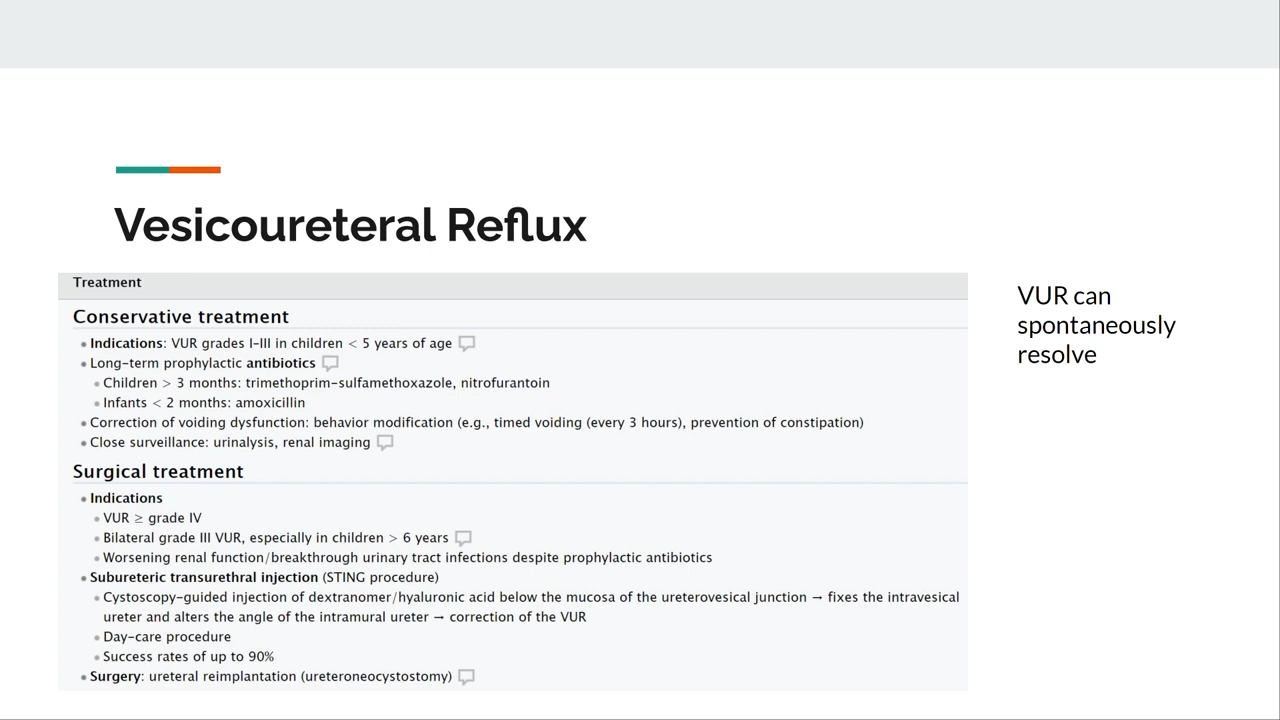 Vesicoureteral Reflux
Treatment
Conservative treatment
Indications: VUR grades I-III in children < 5 years of age
Long-term prophylactic antibiotics
Children > 3 months: trimethoprim-sulfamethoxazole, nitrofurantoin
Infants < 2 months: amoxicillin
Correction of voiding dysfunction: behavior modification (e.g., timed voiding (every 3 hours), prevention of constipation)
Close surveillance: urinalysis, renal imaging
Surgical treatment
Indications
VUR ≥ grade IV
Bilateral grade III VUR, especially in children > 6 years
Worsening renal function/breakthrough urinary tract infections despite prophylactic antibiotics
Subureteric transurethral injection (STING procedure)
Cystoscopy-guided injection of dextranomer/hyaluronic acid below the mucosa of the ureterovesical junction → fixes the intravesical
ureter and alters the angle of the intramural ureter → correction of the VUR
Day-care procedure
Success rates of up to 90%
Surgery: ureteral reimplantation (ureteroneocystostomy)
VUR can
spontaneously
resolve